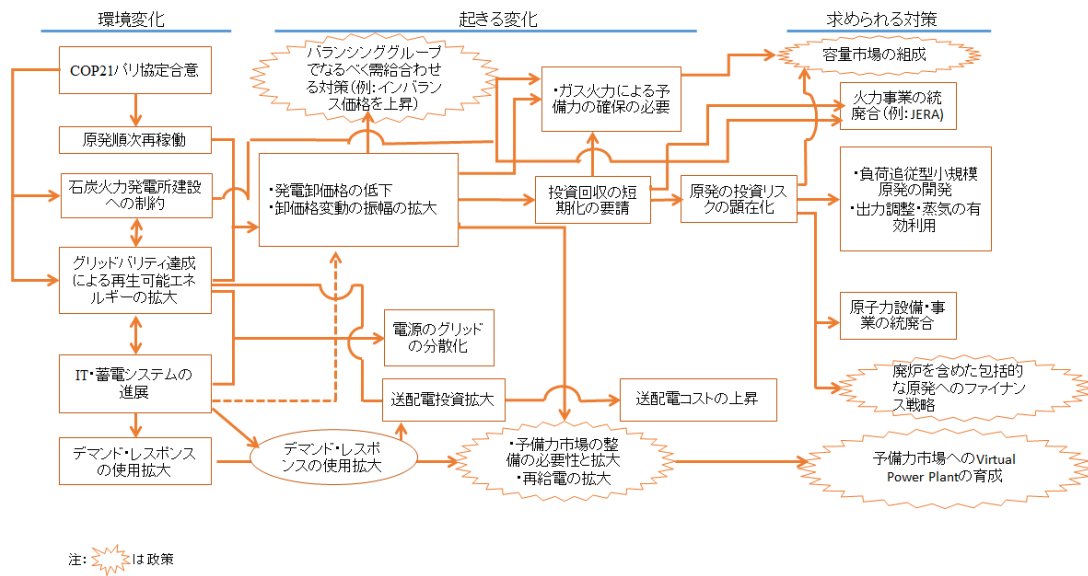 環境変化
起きる変化
求められる対策
COP21パリ協定合意
原発順次再稼働
石炭火力発電所建設
への制約
グリッドバリティ達成
による再生可能エネ
ルギーの拡大
IT・蓄電システムの
進展
デマンド・レスポンス
の使用拡大
バランシンググループ
でなるべく需給合わせ
る対策(例:インバラン
ス価格を上昇)
・発電卸価格の低下
・卸価格変動の振幅の拡大
・ガス火力による予
備力の確保の必要
投資回収の短
期化の要請
原発の投資リス
クの顕在化
電源のグリッド
の分散化
送配電投資拡大
送配電コストの上昇
デマンド・レスポ
ンスの使用拡大
・予備力市場の整
備の必要性と拡大
・再給電の拡大
容量市場の組成
火力事業の統
廃合(例:JERA)
・負荷追従型小規模
原発の開発
・出力調整・蒸気の有
効利用
原子力設備・事
業の統廃合
廃炉を含めた包括的
な原発へのファイナン
ス戦略
予備力市場へのVirtual
Power Plantの育成
注: は政策